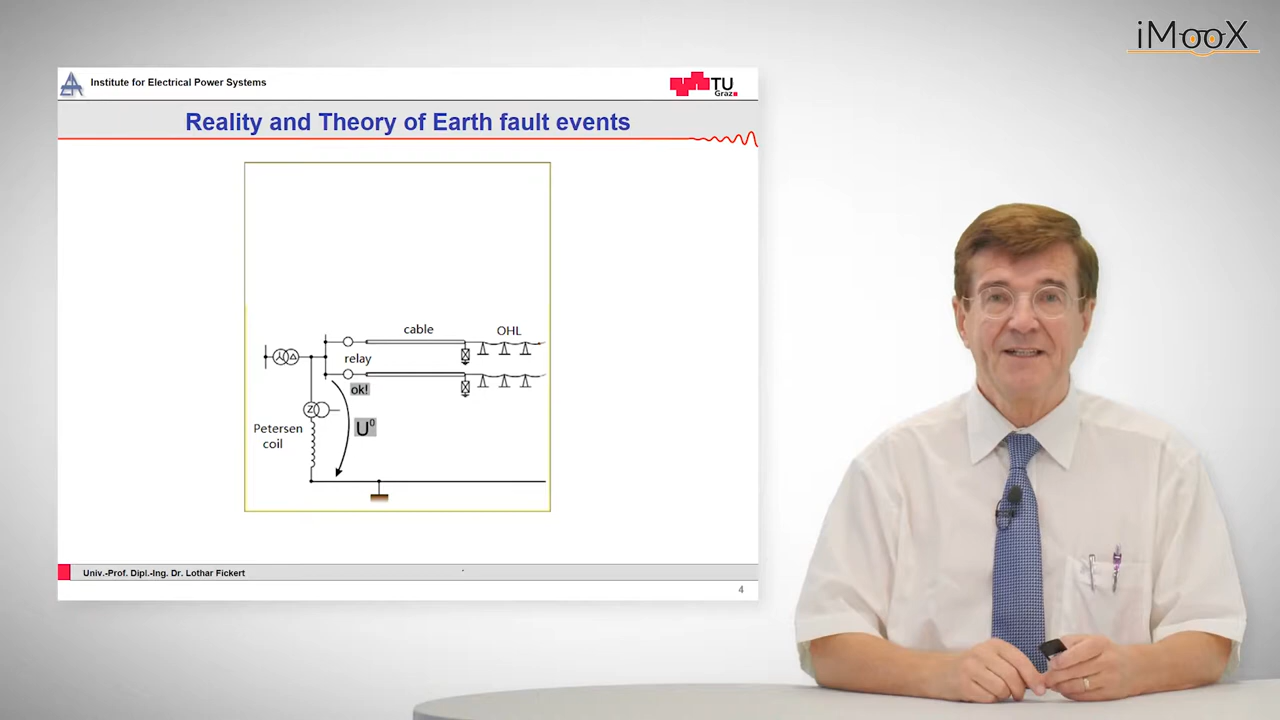 iMooX
Institute for Electrical Power Systems
TU
Graz
Reality and Theory of Earth fault events
cable
OHL
relay
ok!
Z
Petersen
coil
U⁰
Univ.-Prof. Dipl.-Ing. Dr. Lothar Fickert
4